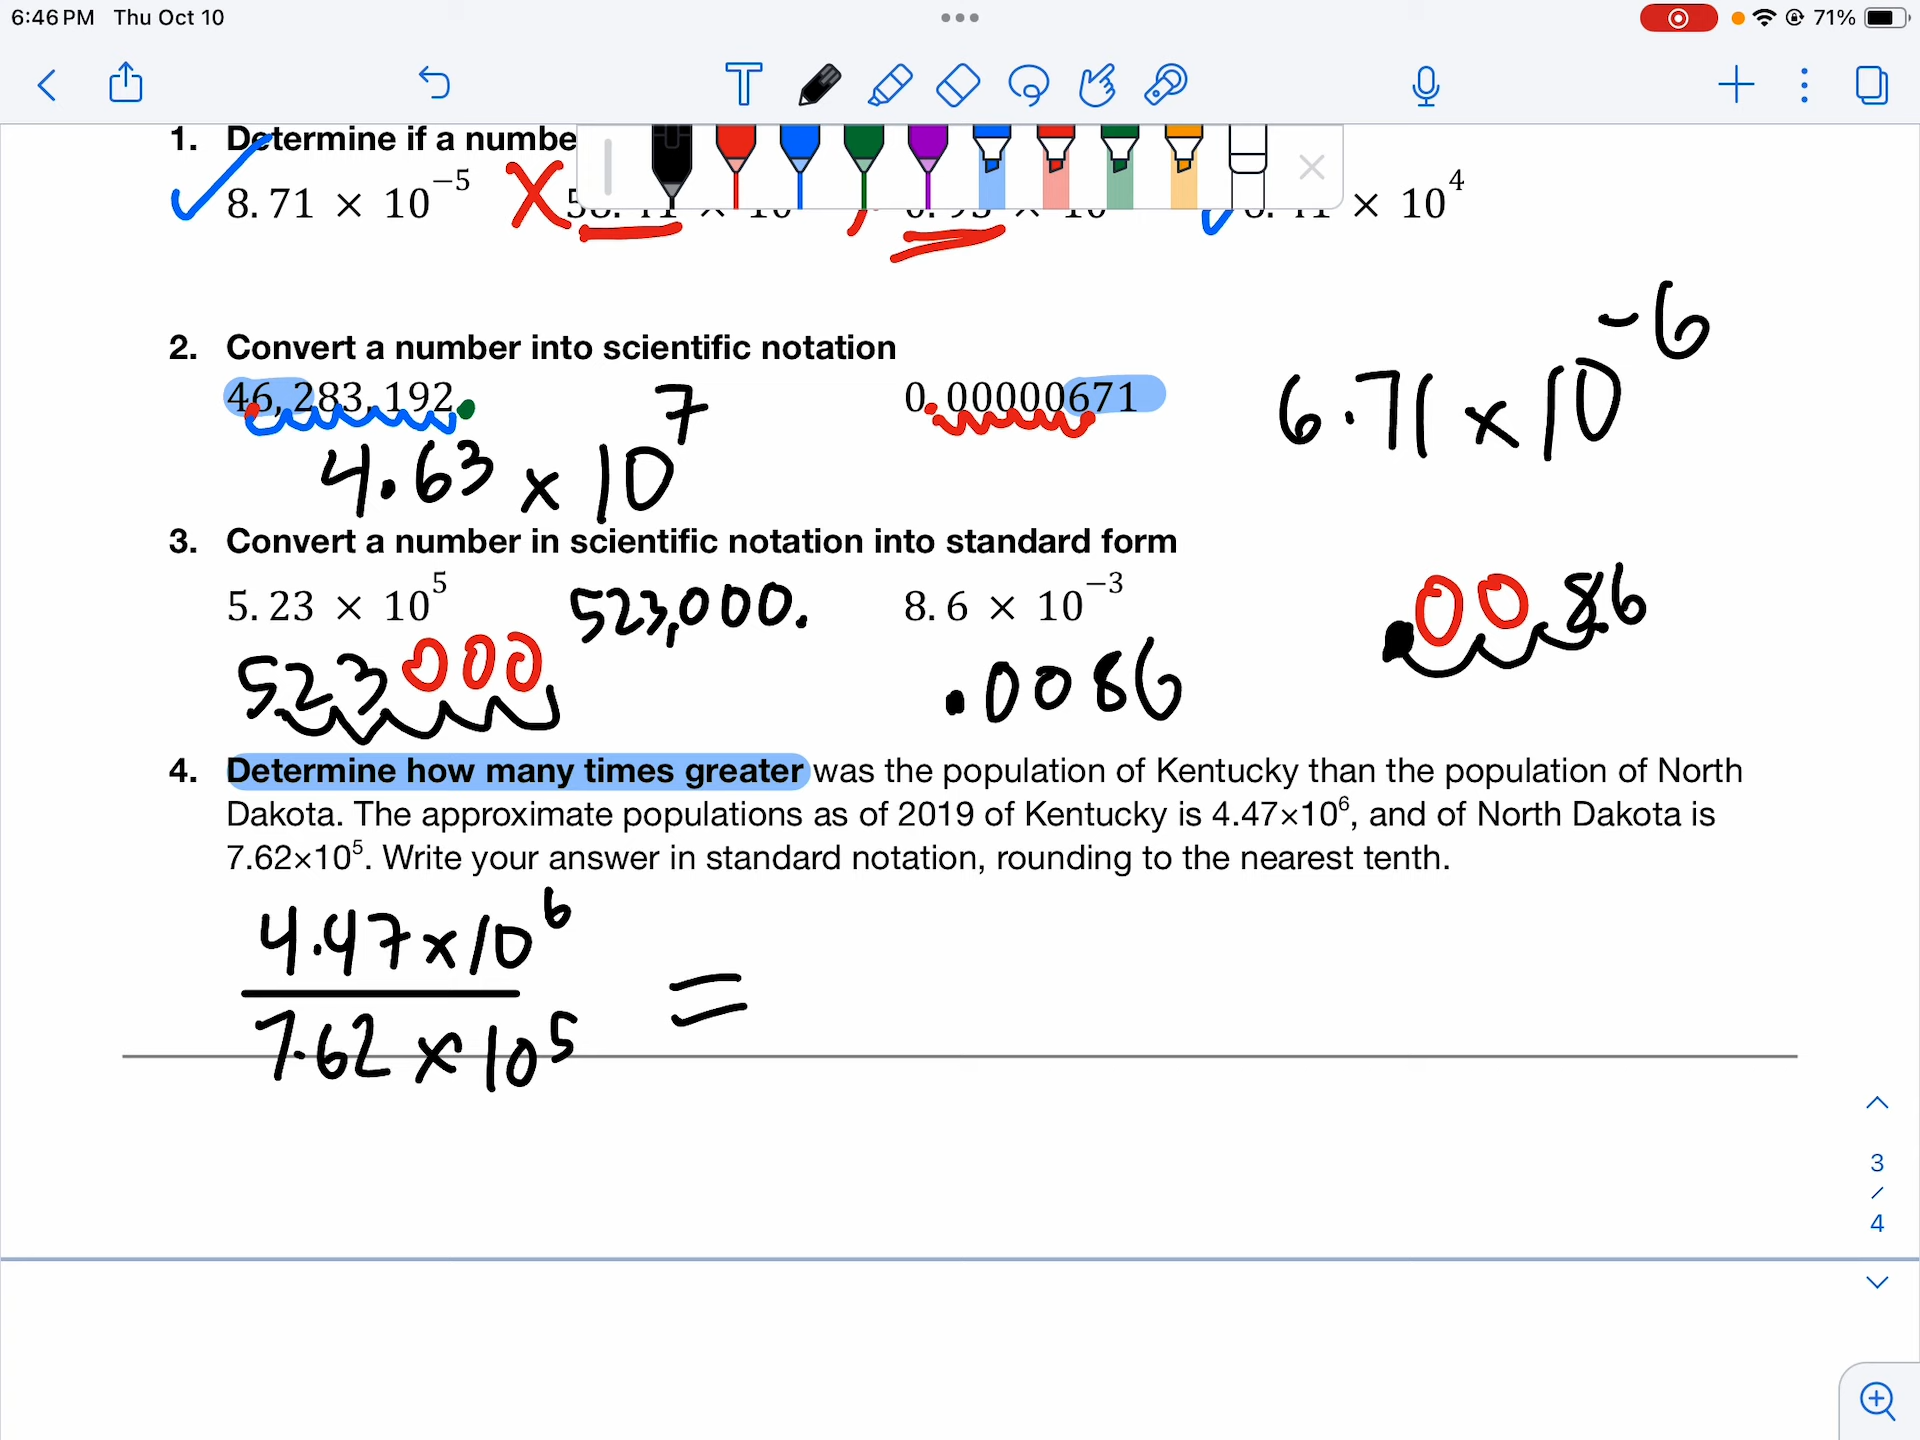 6:46 PM Thu Oct 10
71%
1. Determine if a numbe
8.71 × 10⁻⁵ × 10⁴
2. Convert a number into scientific notation
46,283,192. 7 0.00000671 6.71 x 10⁻⁶
4.63 x 10
3. Convert a number in scientific notation into standard form
5.23 × 10⁵ 523,000. 8.6 × 10⁻³ .0086
523000 .0086
4. Determine how many times greater was the population of Kentucky than the population of North
Dakota. The approximate populations as of 2019 of Kentucky is 4.47×10⁶, and of North Dakota is
7.62×10⁵. Write your answer in standard notation, rounding to the nearest tenth.
4.47 x 10⁶
=
7.62 x 10⁵
3
/
4